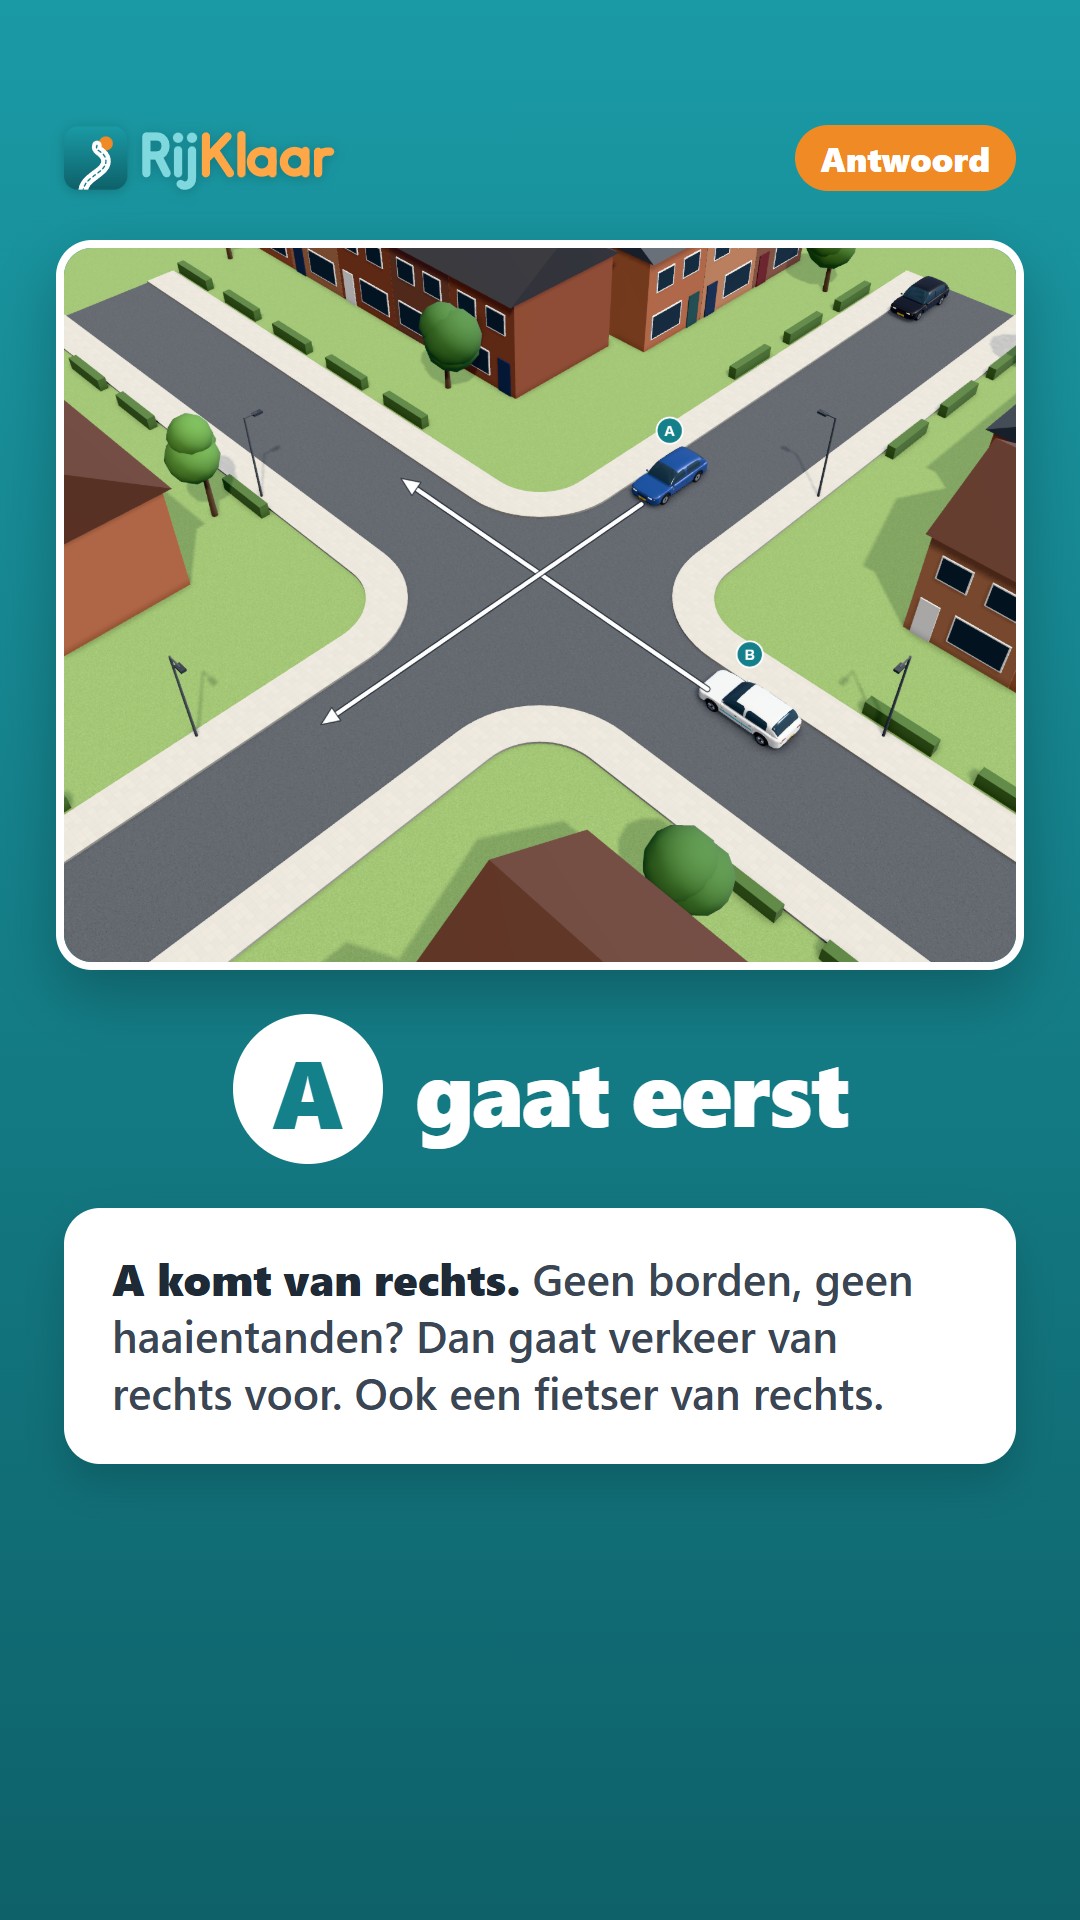 RijKlaar
Antwoord
A
B
A gaat eerst
A komt van rechts. Geen borden, geen
haaientanden? Dan gaat verkeer van
rechts voor. Ook een fietser van rechts.